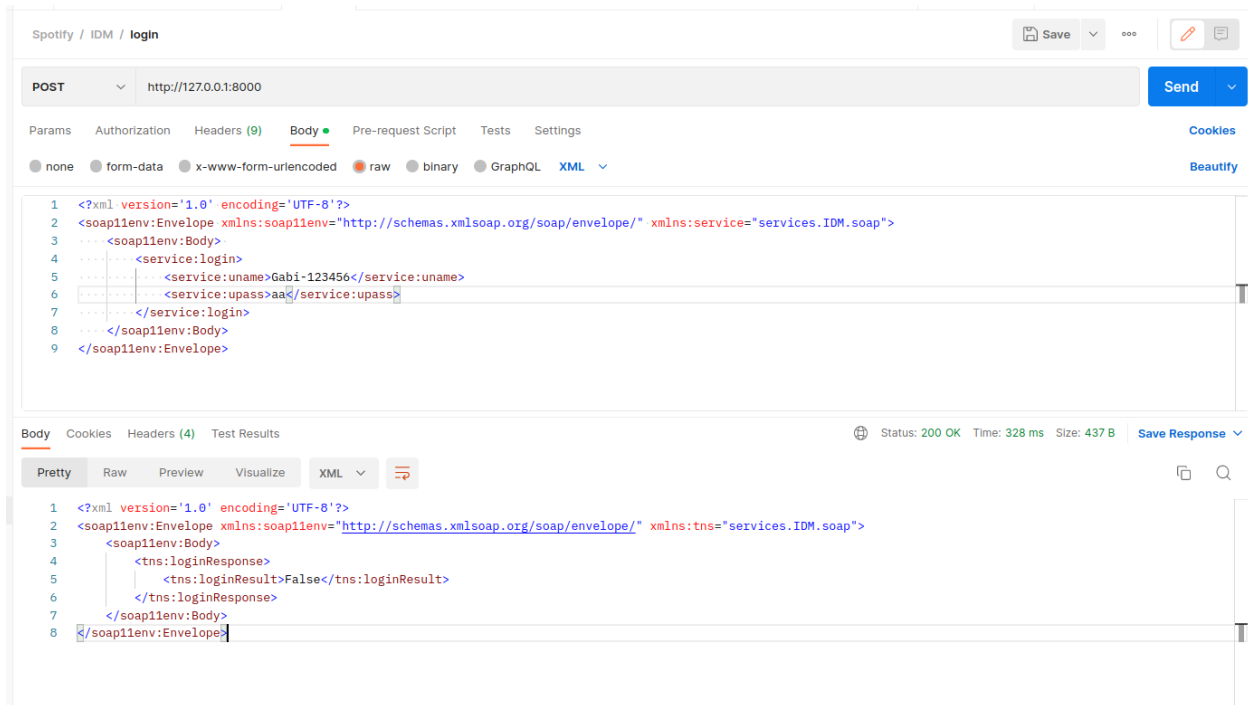 Spotify / IDM / login
Save
POST http://127.0.0.1:8000 Send
Params Authorization Headers (9) Body Pre-request Script Tests Settings Cookies
none form-data x-www-form-urlencoded raw binary GraphQL XML Beautify
1 <?xml version='1.0' encoding='UTF-8'?>
2 <soap11env:Envelope xmlns:soap11env="http://schemas.xmlsoap.org/soap/envelope/" xmlns:service="services.IDM.soap">
3 <soap11env:Body>
4 <service:login>
5 <service:uname>Gabi-123456</service:uname>
6 <service:upass>aa</service:upass>
7 </service:login>
8 </soap11env:Body>
9 </soap11env:Envelope>
Body Cookies Headers (4) Test Results Status: 200 OK Time: 328 ms Size: 437 B Save Response
Pretty Raw Preview Visualize XML
1 <?xml version='1.0' encoding='UTF-8'?>
2 <soap11env:Envelope xmlns:soap11env="http://schemas.xmlsoap.org/soap/envelope/" xmlns:tns="services.IDM.soap">
3 <soap11env:Body>
4 <tns:loginResponse>
5 <tns:loginResult>False</tns:loginResult>
6 </tns:loginResponse>
7 </soap11env:Body>
8 </soap11env:Envelope>